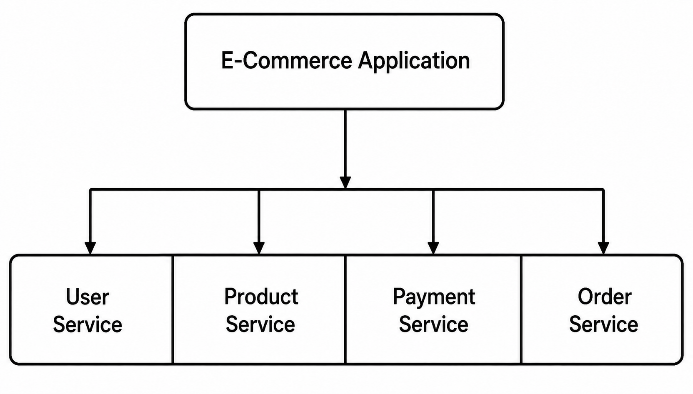 E-Commerce Application
User
Service
Product
Service
Payment
Service
Order
Service